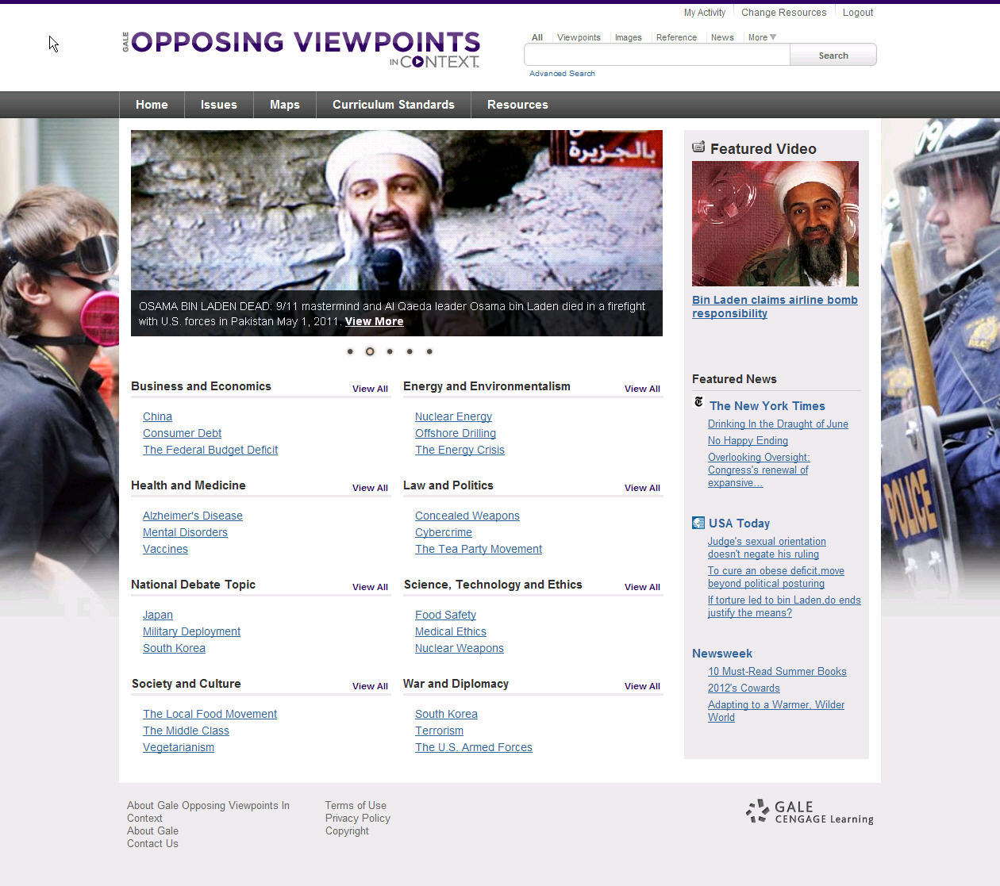 My Activity
Change Resources
Logout
GALE
OPPOSING VIEWPOINTS
IN CONTEXT
All
Viewpoints
Images
Reference
News
More
Search
Advanced Search
Home
Issues
Maps
Curriculum Standards
Resources
بالجزيرة
OSAMA BIN LADEN DEAD: 9/11 mastermind and Al Qaeda leader Osama bin Laden died in a firefight
with U.S. forces in Pakistan May 1, 2011. View More
Business and Economics
View All
China
Consumer Debt
The Federal Budget Deficit
Energy and Environmentalism
View All
Nuclear Energy
Offshore Drilling
The Energy Crisis
Health and Medicine
View All
Alzheimer's Disease
Mental Disorders
Vaccines
Law and Politics
View All
Concealed Weapons
Cybercrime
The Tea Party Movement
National Debate Topic
View All
Japan
Military Deployment
South Korea
Science, Technology and Ethics
View All
Food Safety
Medical Ethics
Nuclear Weapons
Society and Culture
View All
The Local Food Movement
The Middle Class
Vegetarianism
War and Diplomacy
View All
South Korea
Terrorism
The U.S. Armed Forces
Featured Video
Bin Laden claims airline bomb
responsibility
Featured News
The New York Times
Drinking In the Draught of June
No Happy Ending
Overlooking Oversight:
Congress's renewal of
expansive...
USA Today
Judge's sexual orientation
doesn't negate his ruling
To cure an obese deficit,move
beyond political posturing
If torture led to bin Laden,do ends
justify the means?
Newsweek
10 Must-Read Summer Books
2012's Cowards
Adapting to a Warmer, Wilder
World
POLICE
About Gale Opposing Viewpoints In
Context
About Gale
Contact Us
Terms of Use
Privacy Policy
Copyright
GALE
CENGAGE Learning